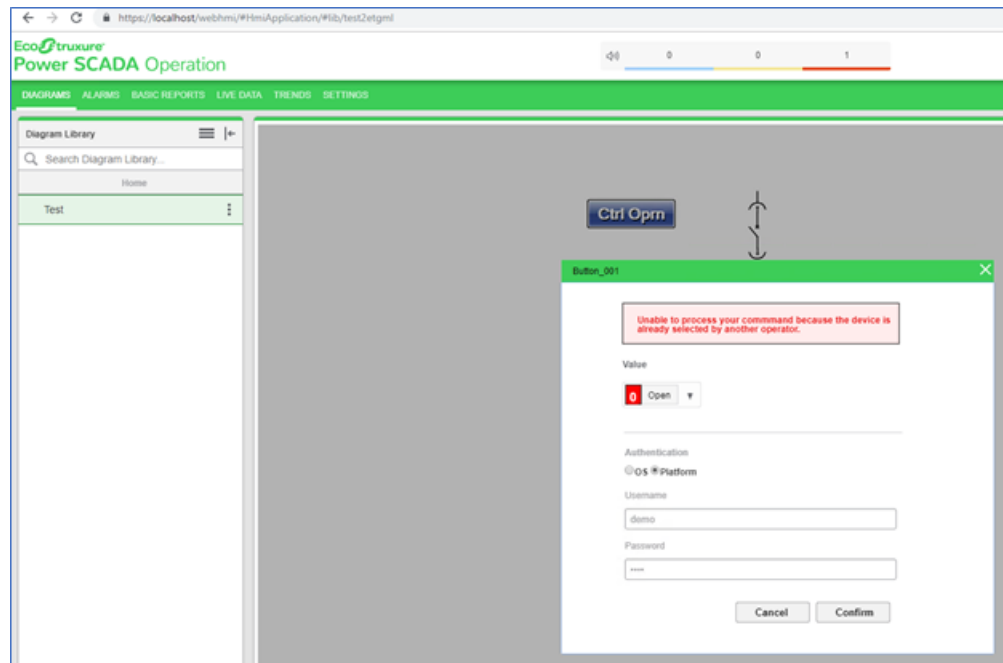 https://localhost/webhmi/#HmiApplication/#lib/test2etgml
EcoStruxure
Power SCADA Operation
0 0 1
DIAGRAMS ALARMS BASIC REPORTS LIVE DATA TRENDS SETTINGS
Diagram Library
Search Diagram Library...
Home
Test
Ctrl Oprn
Button_001
Unable to process your commmand because the device is
already selected by another operator.
Value
0 Open
Authentication
OS Platform
Username
demo
Password
••••
Cancel Confirm